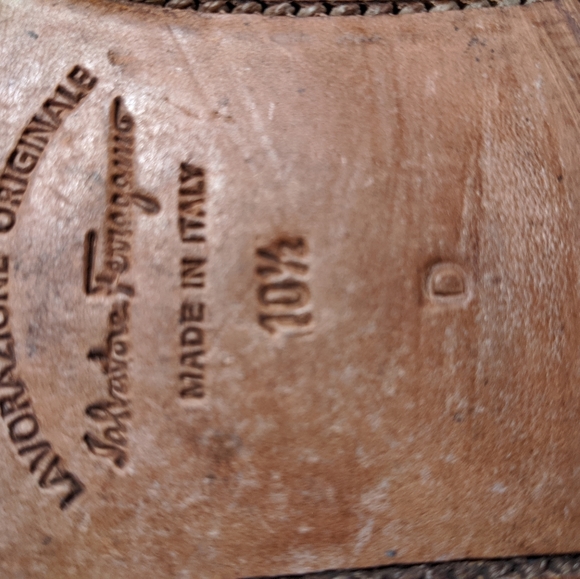 LAVORAZIONE ORIGINALE
Salvatore Ferragamo
MADE IN ITALY
10½
D